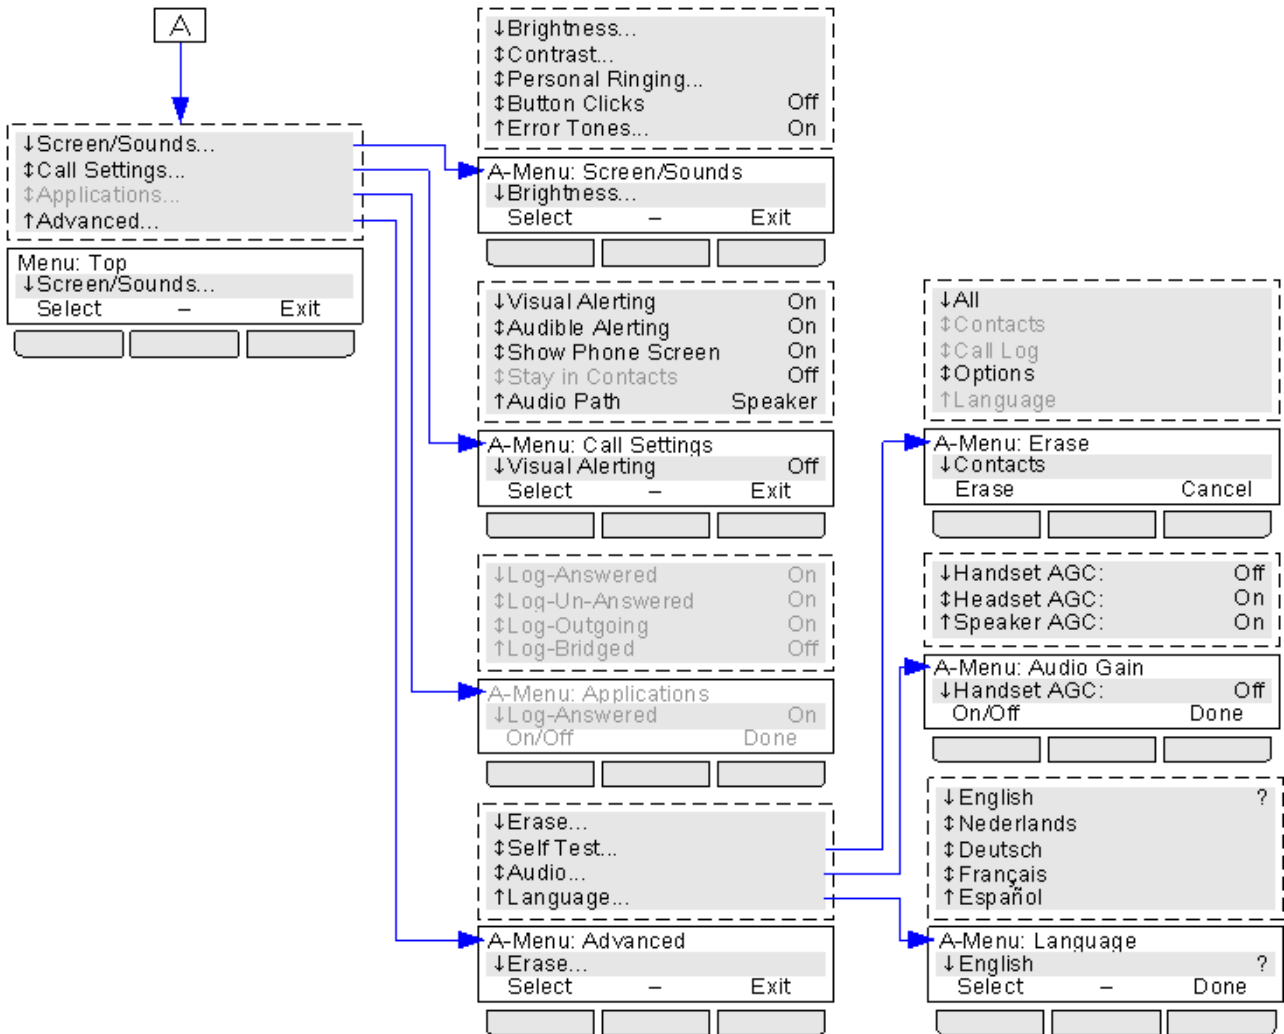 A
↓Screen/Sounds...
↕Call Settings...
↕Applications...
↑Advanced...
Menu: Top
↓Screen/Sounds...
Select – Exit
↓Brightness...
↕Contrast...
↕Personal Ringing...
↕Button Clicks Off
↑Error Tones... On
A-Menu: Screen/Sounds
↓Brightness...
Select – Exit
↓Visual Alerting On
↕Audible Alerting On
↕Show Phone Screen On
↕Stay in Contacts Off
↑Audio Path Speaker
A-Menu: Call Settings
↓Visual Alerting Off
Select – Exit
↓Log-Answered On
↕Log-Un-Answered On
↕Log-Outgoing On
↑Log-Bridged Off
A-Menu: Applications
↓Log-Answered On
On/Off Done
↓Erase...
↕Self Test...
↕Audio...
↑Language...
A-Menu: Advanced
↓Erase...
Select – Exit
↓All
↕Contacts
↕Call Log
↕Options
↑Language
A-Menu: Erase
↓Contacts
Erase Cancel
↓Handset AGC: Off
↕Headset AGC: On
↑Speaker AGC: On
A-Menu: Audio Gain
↓Handset AGC: Off
On/Off Done
↓English ?
↕Nederlands
↕Deutsch
↕Français
↑Español
A-Menu: Language
↓English ?
Select – Done